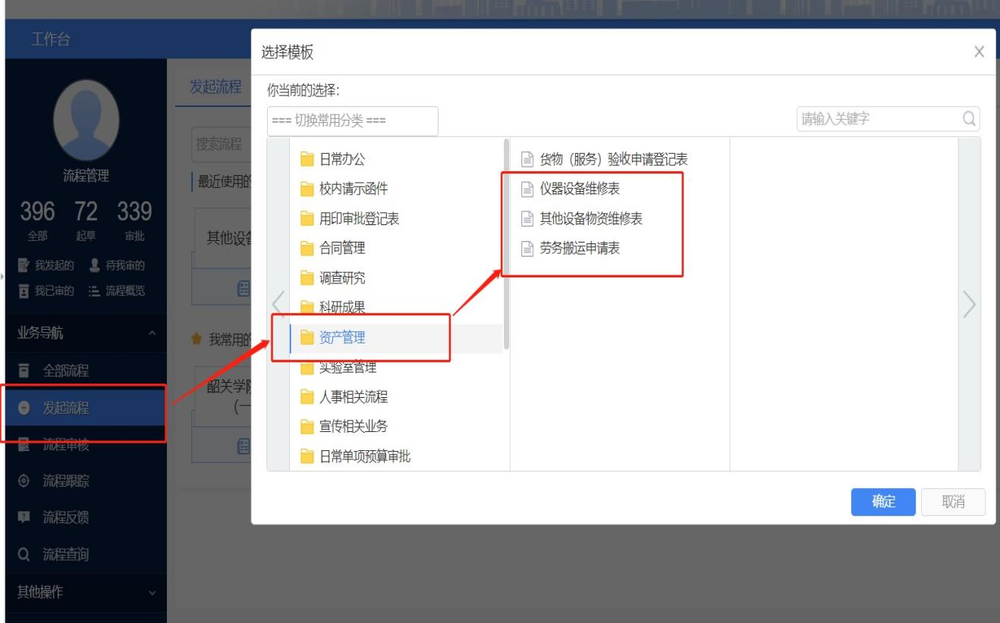 工作台
流程管理
396 72 339
全部 起草 审批
我发起的 待我审的
我已审的 流程概览
业务导航
全部流程
发起流程
流程审核
流程跟踪
流程反馈
流程查询
其他操作
发起流程
搜索流程
最近使用的
其他设备
我常用的
韶关学院
(一
选择模板
你当前的选择:
=== 切换常用分类 ===
请输入关键字
日常办公
校内请示函件
用印审批登记表
合同管理
调查研究
科研成果
资产管理
实验室管理
人事相关流程
宣传相关业务
日常单项预算审批
货物（服务）验收申请登记表
仪器设备维修表
其他设备物资维修表
劳务搬运申请表
确定 取消